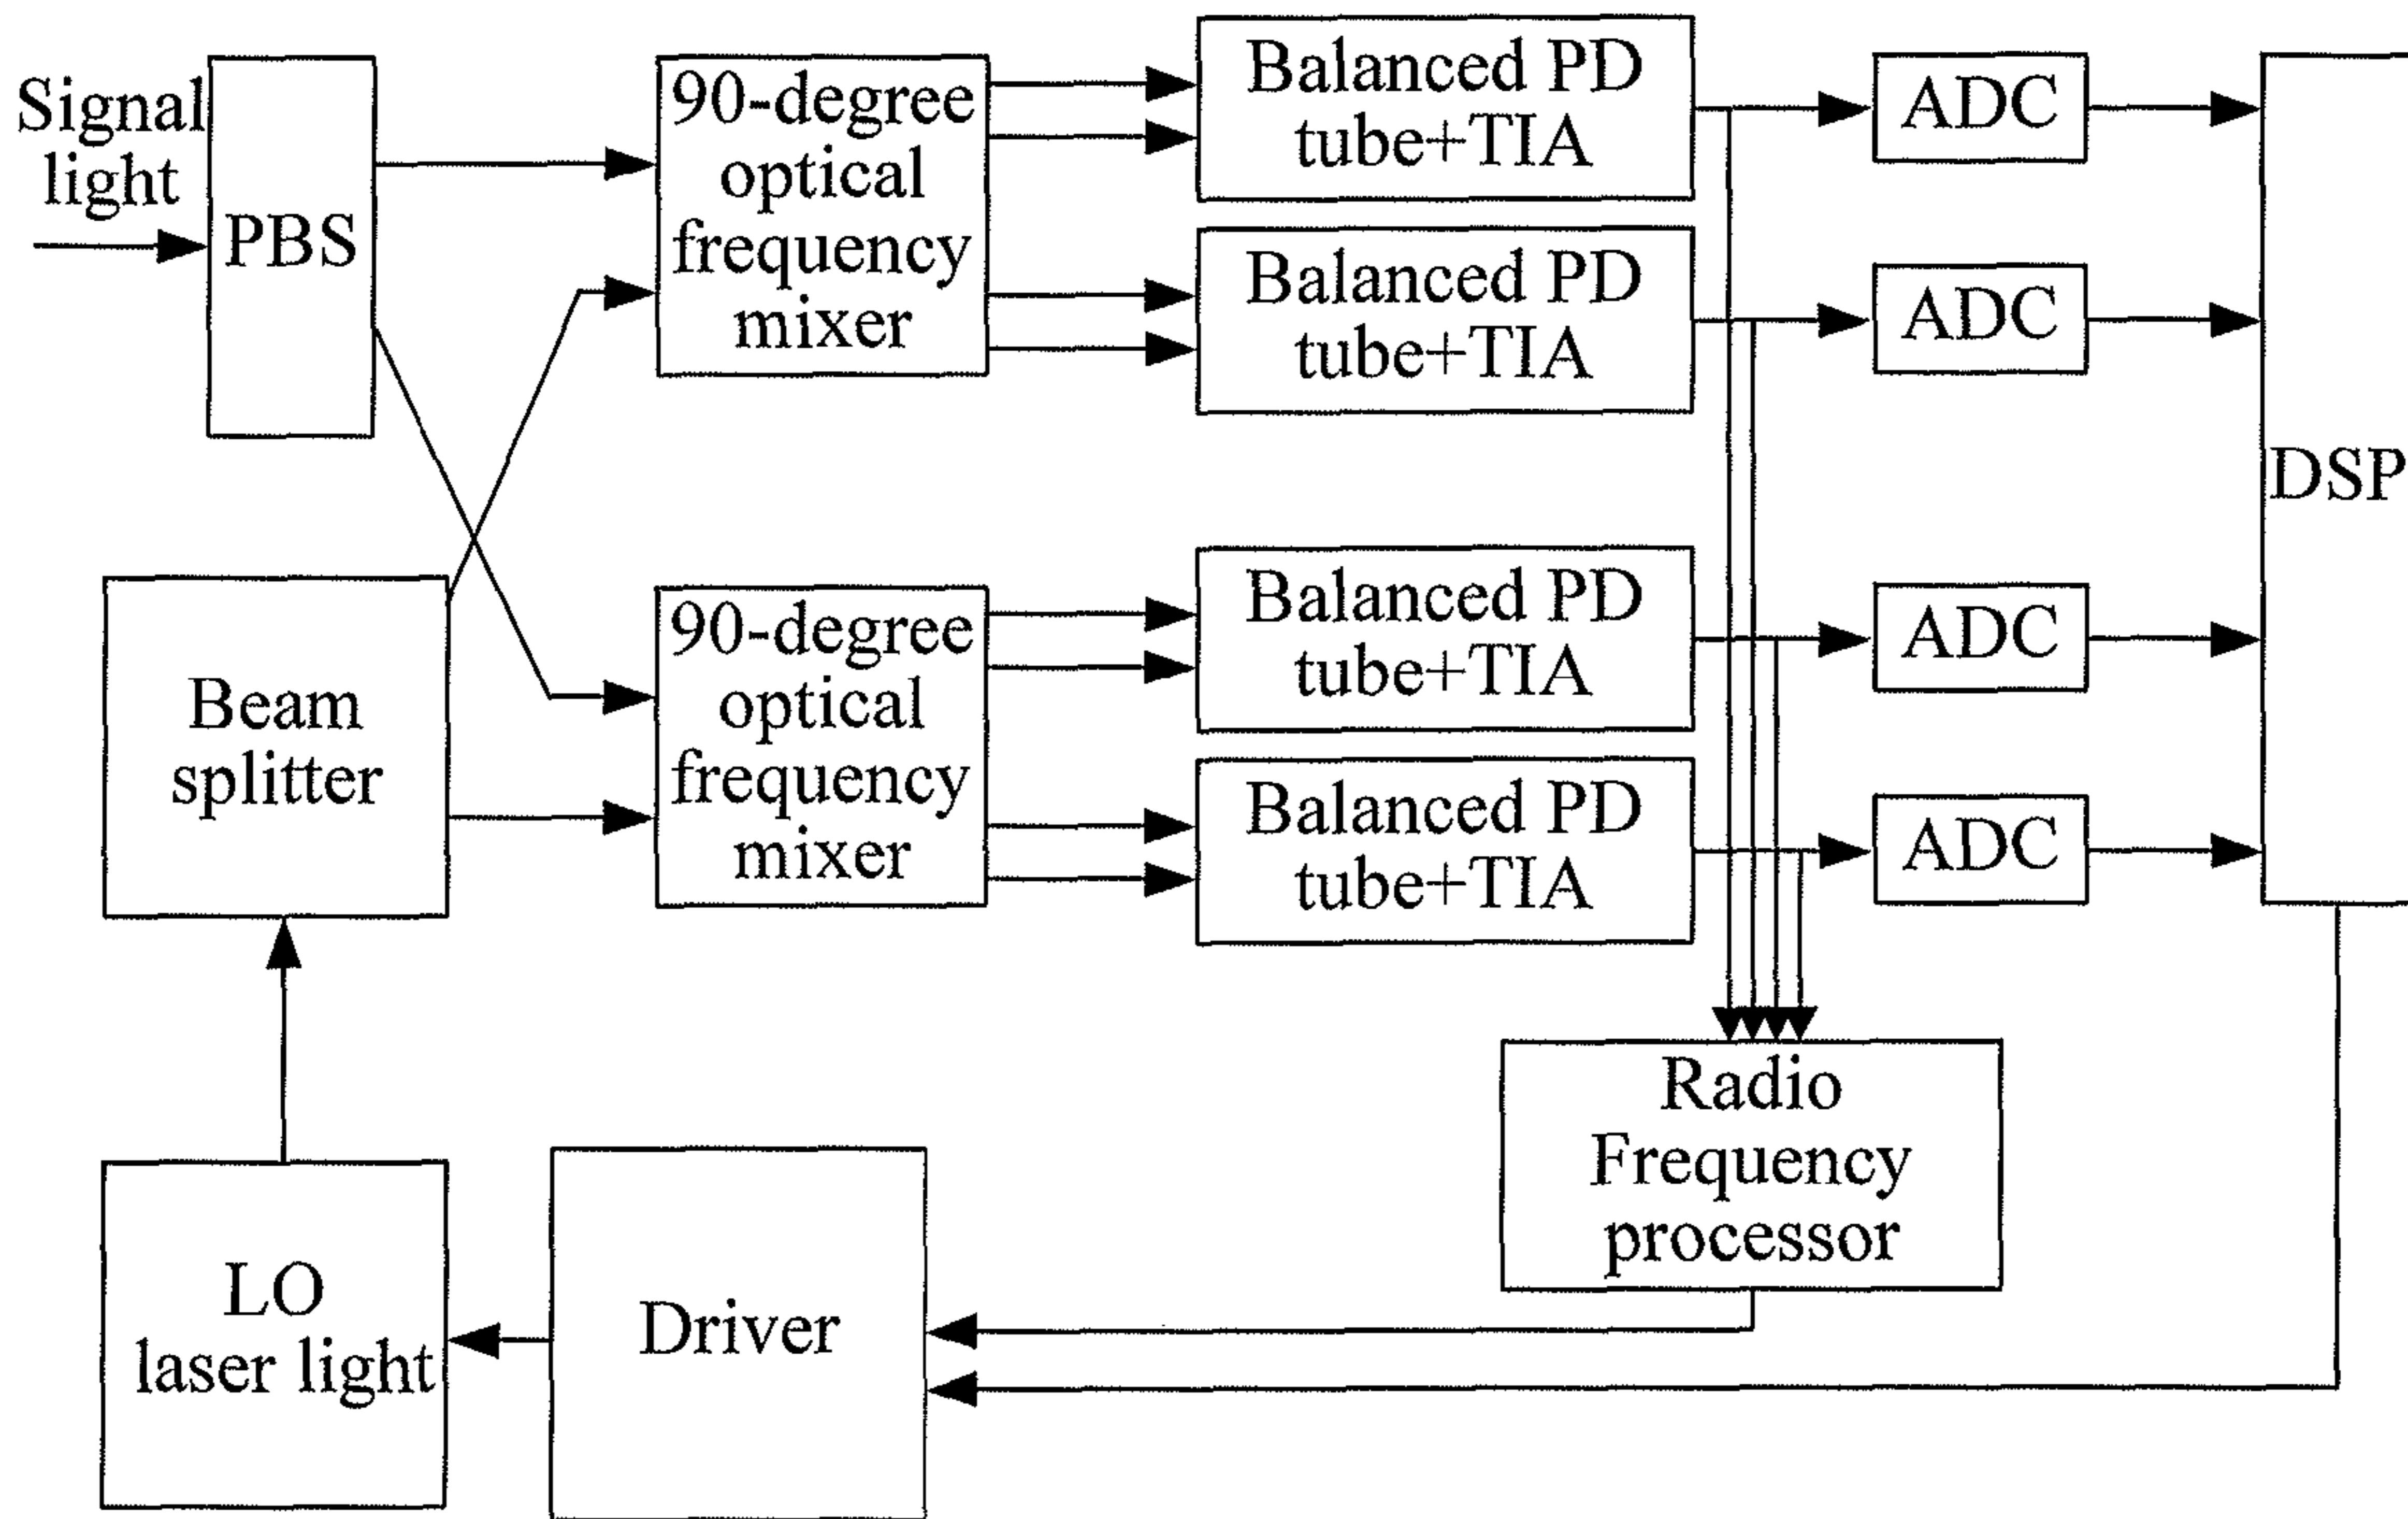 Signal
light
PBS
90-degree
optical
frequency
mixer
Balanced PD
tube+TIA
ADC
Balanced PD
tube+TIA
ADC
DSP
Beam
splitter
90-degree
optical
frequency
mixer
Balanced PD
tube+TIA
ADC
Balanced PD
tube+TIA
ADC
Radio
Frequency
processor
LO
laser light
Driver